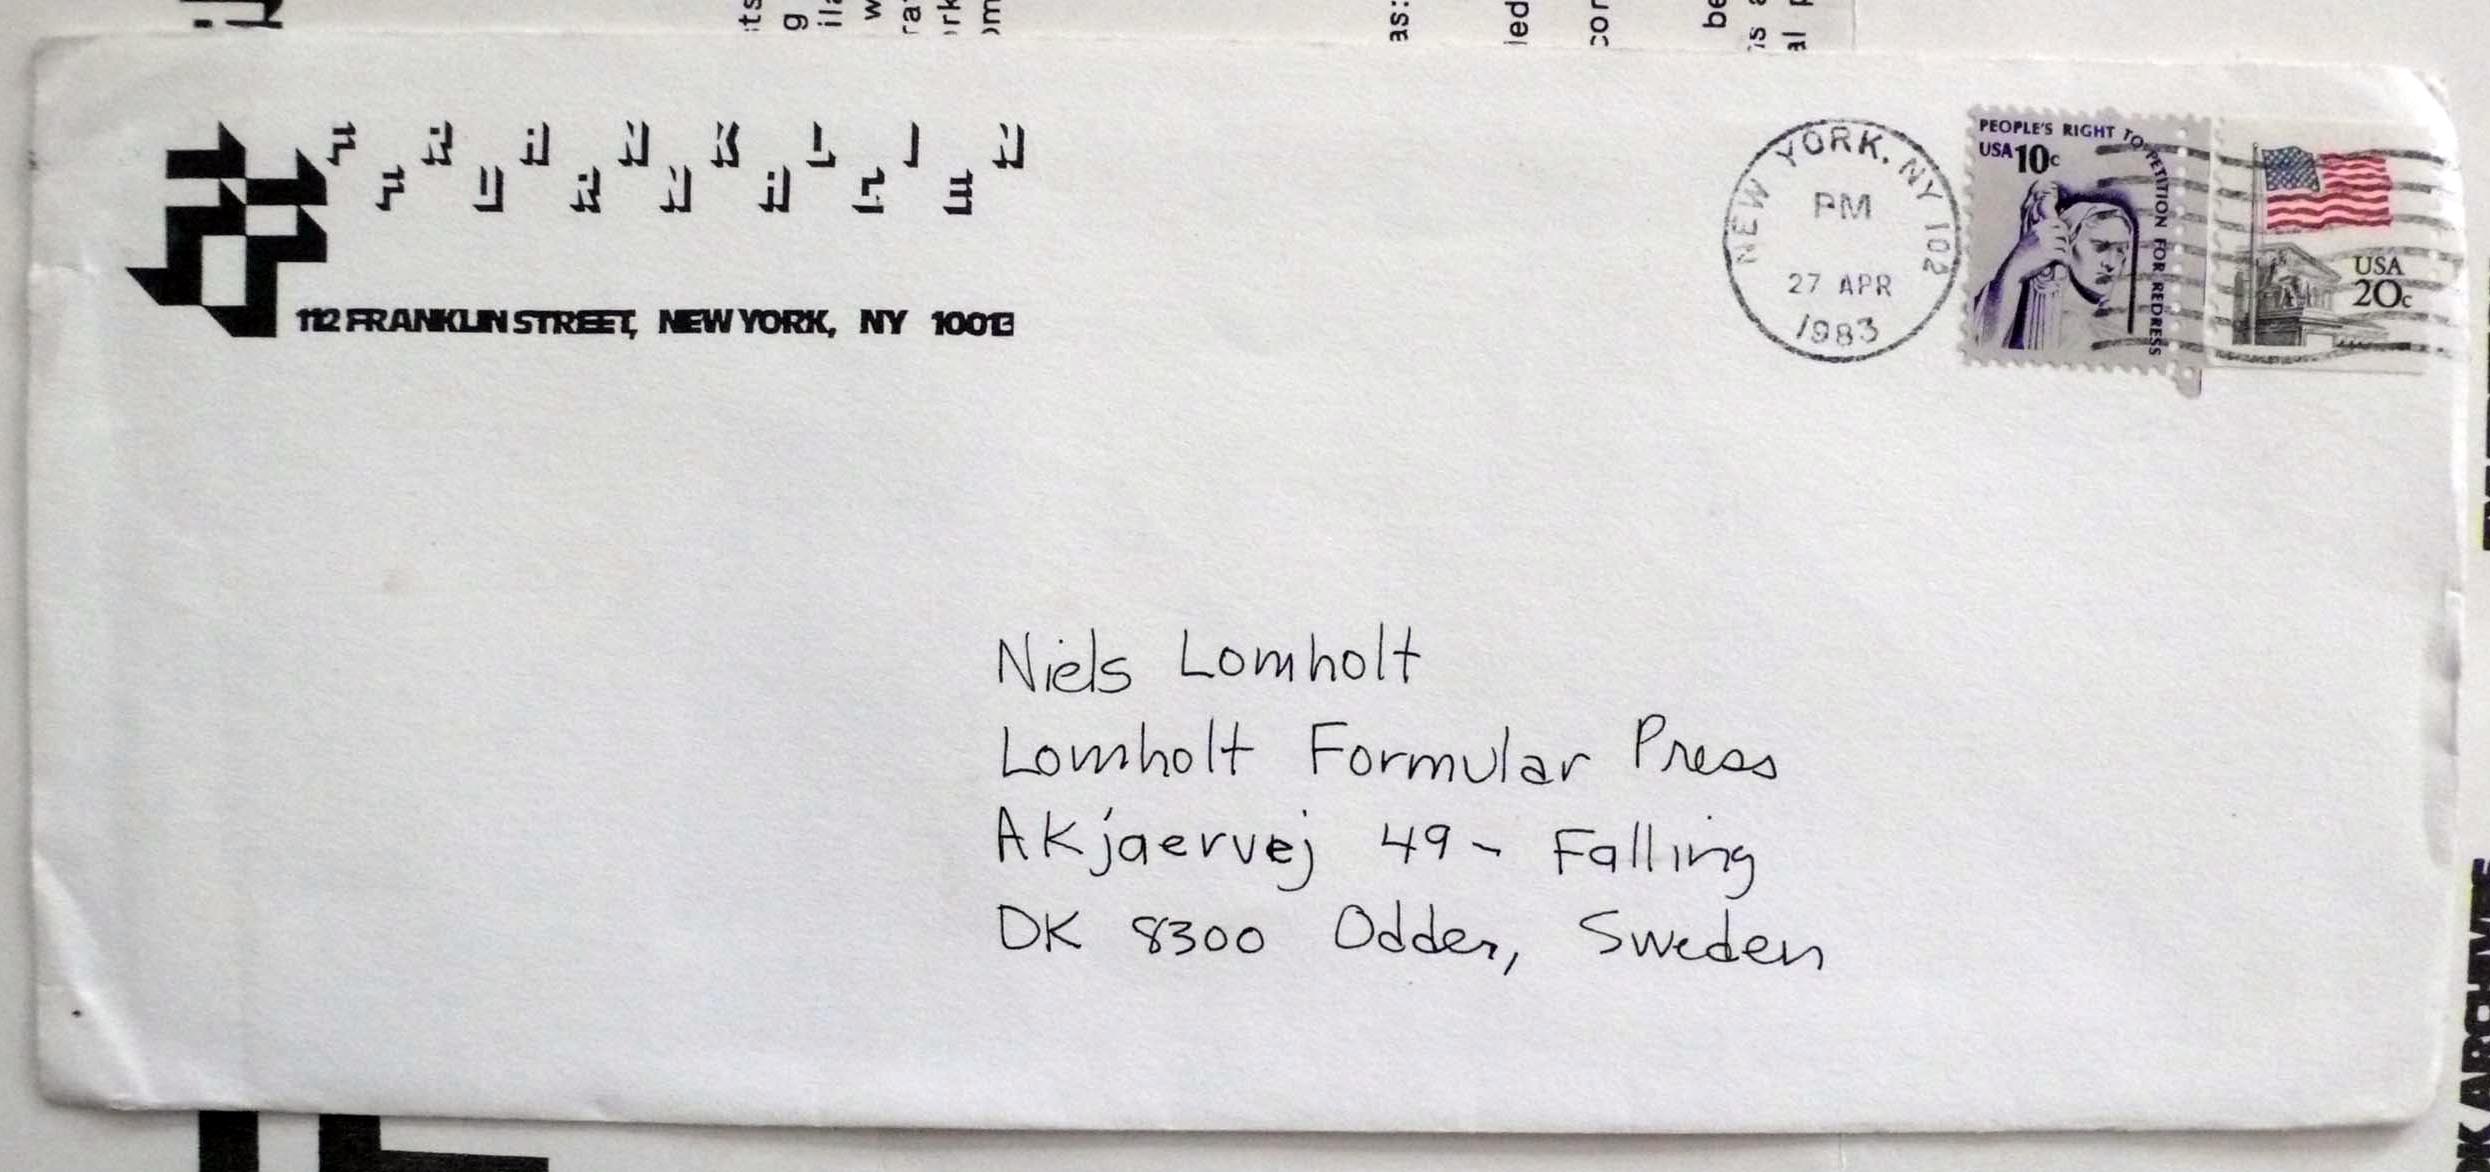 FRANKLIN
FURNACE
112 FRANKLIN STREET, NEW YORK, NY 10013
NEW YORK, NY 102
PM
27 APR
1983
PEOPLE'S RIGHT TO PETITION FOR REDRESS
USA 10c
USA
20c
Niels Lomholt
Lomholt Formular Press
AKjaervej 49 - Falling
DK 8300 Odder, Sweden